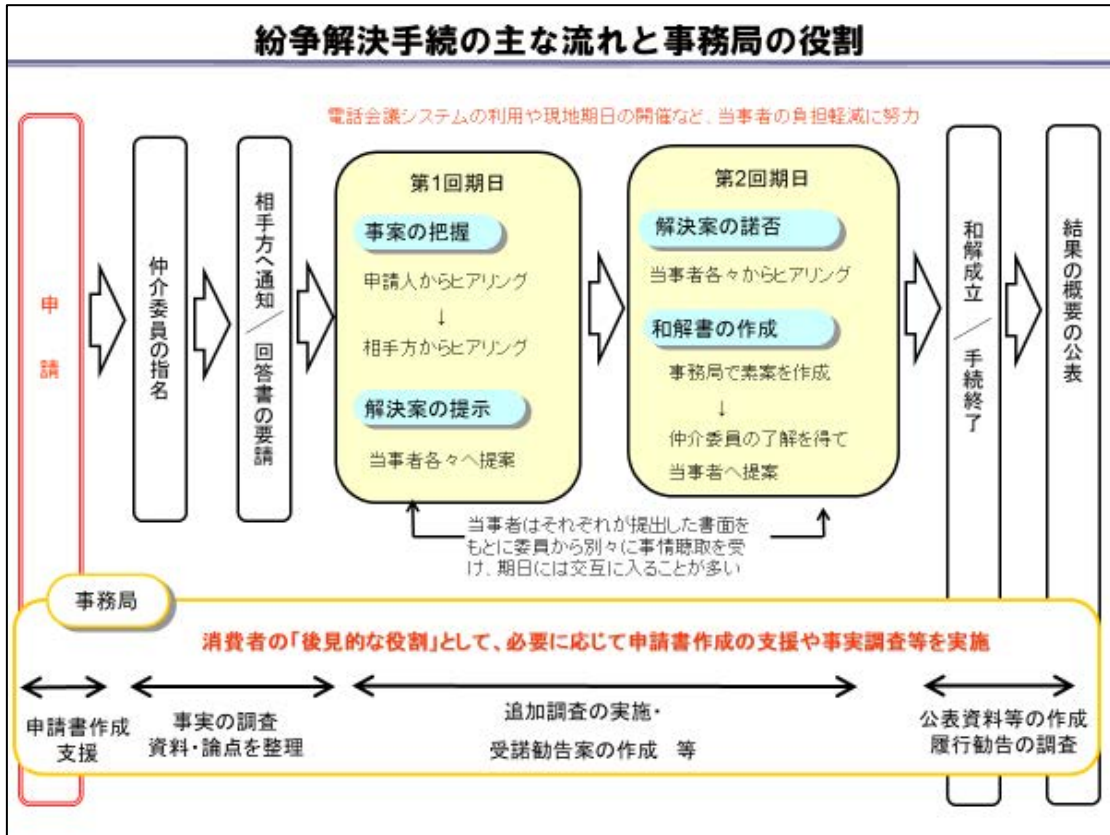 紛争解決手続の主な流れと事務局の役割
電話会議システムの利用や現地期日の開催など、当事者の負担軽減に努力
申請
仲介委員の指名
相手方へ通知／回答書の要請
第1回期日
事案の把握
申請人からヒアリング
↓
相手方からヒアリング
解決案の提示
当事者各々へ提案
第2回期日
解決案の諾否
当事者各々からヒアリング
和解書の作成
事務局で素案を作成
↓
仲介委員の了解を得て
当事者へ提案
当事者はそれぞれが提出した書面を
もとに委員から別々に事情聴取を受
け、期日には交互に入ることが多い
和解成立／手続終了
結果の概要の公表
事務局
消費者の「後見的な役割」として、必要に応じて申請書作成の支援や事実調査等を実施
申請書作成
支援
事実の調査
資料・論点を整理
追加調査の実施・
受諾勧告案の作成　等
公表資料等の作成
履行勧告の調査